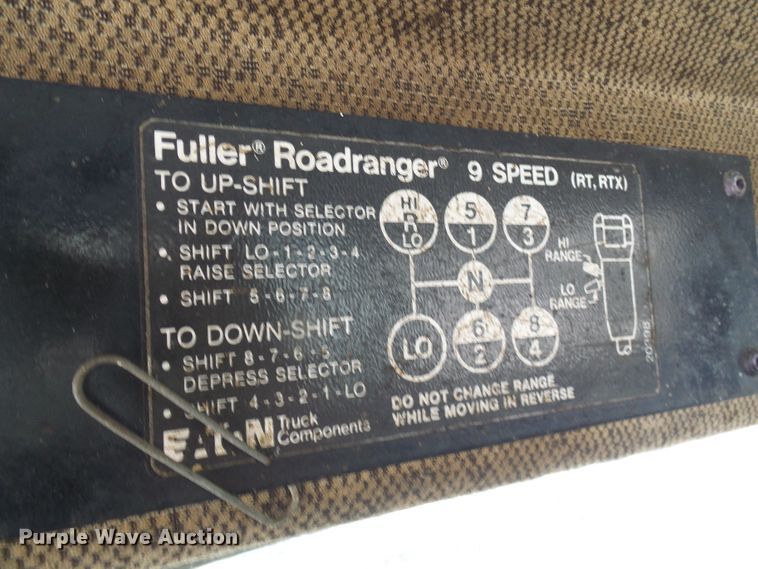 Fuller® Roadranger® 9 SPEED (RT, RTX)
TO UP-SHIFT
• START WITH SELECTOR
IN DOWN POSITION
• SHIFT LO-1-2-3-4
RAISE SELECTOR
• SHIFT 5-6-7-8
TO DOWN-SHIFT
• SHIFT 8-7-6-5
DEPRESS SELECTOR
• SHIFT 4-3-2-1-LO
EATON Truck
Components
HI
R
LO
5
1
7
3
N
LO
6
2
8
4
HI
RANGE
LO
RANGE
DO NOT CHANGE RANGE
WHILE MOVING IN REVERSE
Purple Wave Auction